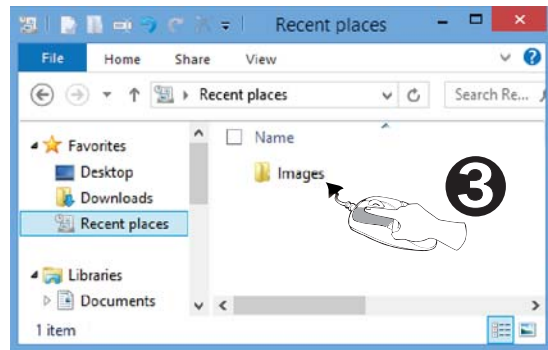 Recent places
File Home Share View
Recent places Search Re...
Favorites
Desktop
Downloads
Recent places
Libraries
Documents
Name
Images
3
1 item